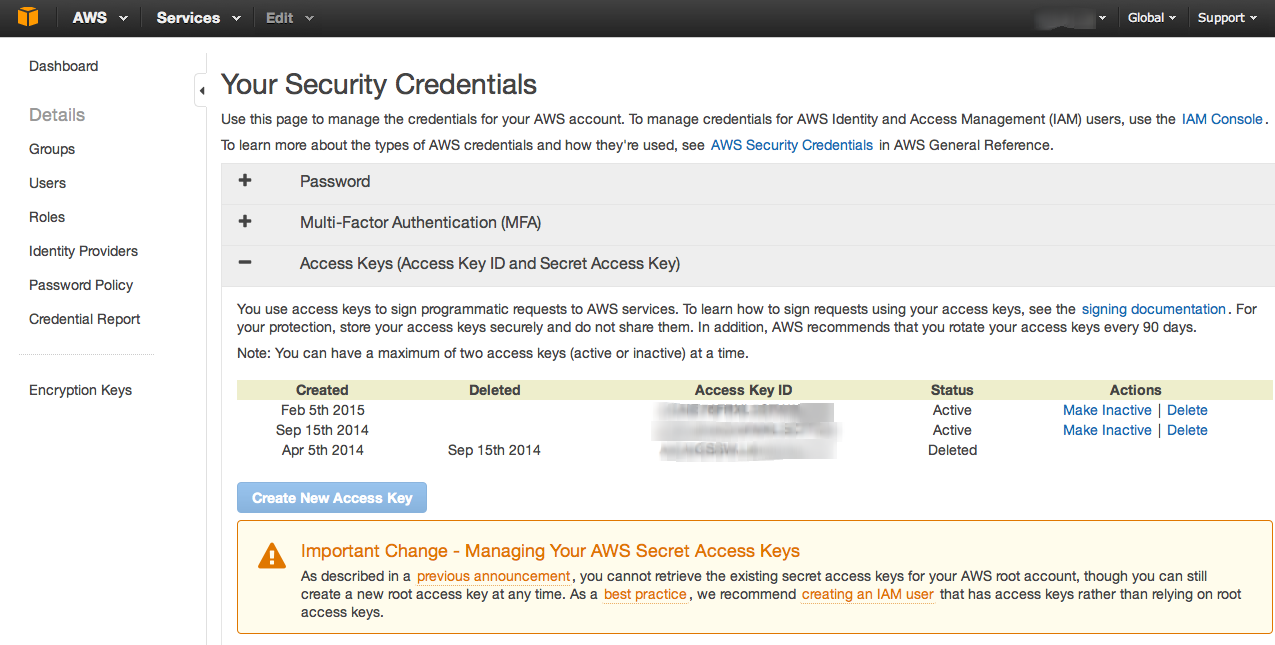 AWS Services Edit Global Support
Dashboard
Details
Groups
Users
Roles
Identity Providers
Password Policy
Credential Report
Encryption Keys
Your Security Credentials
Use this page to manage the credentials for your AWS account. To manage credentials for AWS Identity and Access Management (IAM) users, use the IAM Console.
To learn more about the types of AWS credentials and how they're used, see AWS Security Credentials in AWS General Reference.
+ Password
+ Multi-Factor Authentication (MFA)
− Access Keys (Access Key ID and Secret Access Key)
You use access keys to sign programmatic requests to AWS services. To learn how to sign requests using your access keys, see the signing documentation. For
your protection, store your access keys securely and do not share them. In addition, AWS recommends that you rotate your access keys every 90 days.
Note: You can have a maximum of two access keys (active or inactive) at a time.
Created Deleted Access Key ID Status Actions
Feb 5th 2015 Active Make Inactive | Delete
Sep 15th 2014 Active Make Inactive | Delete
Apr 5th 2014 Sep 15th 2014 Deleted
Create New Access Key
Important Change - Managing Your AWS Secret Access Keys
As described in a previous announcement, you cannot retrieve the existing secret access keys for your AWS root account, though you can still
create a new root access key at any time. As a best practice, we recommend creating an IAM user that has access keys rather than relying on root
access keys.